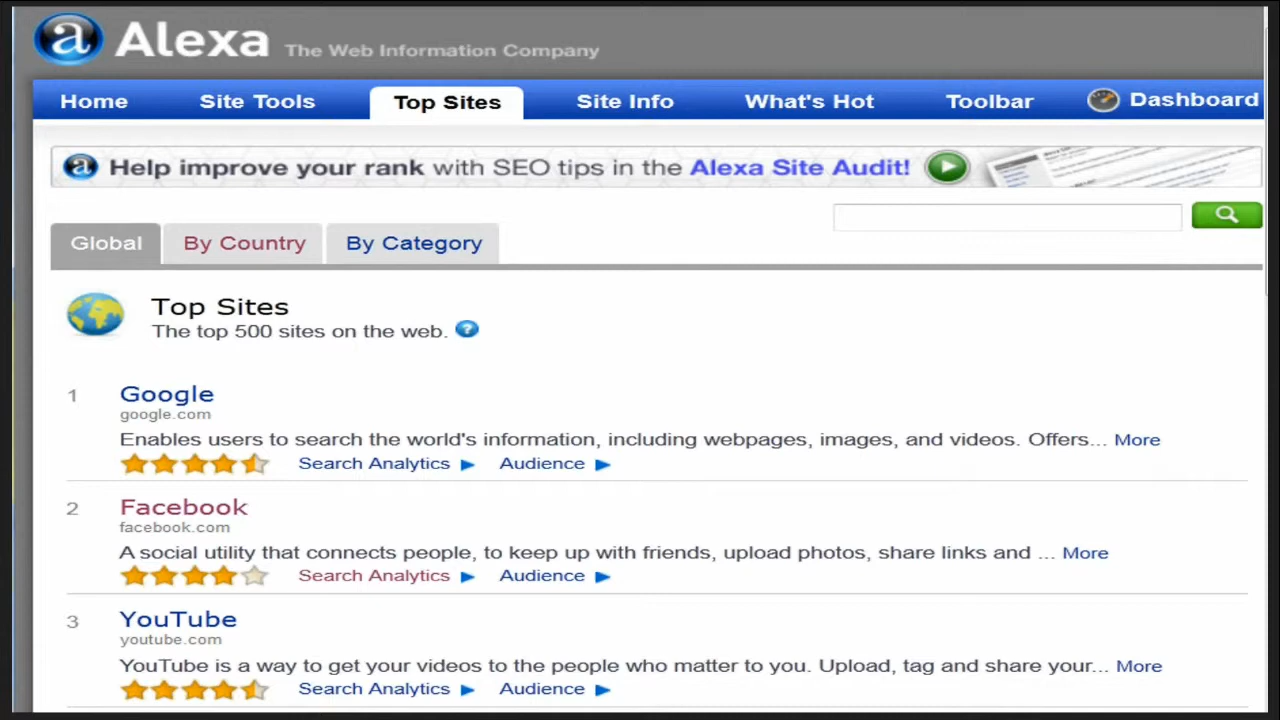 a Alexa The Web Information Company
Home Site Tools Top Sites Site Info What's Hot Toolbar Dashboard
a Help improve your rank with SEO tips in the Alexa Site Audit!
Global By Country By Category
Top Sites
The top 500 sites on the web. ?
1 Google
google.com
Enables users to search the world's information, including webpages, images, and videos. Offers... More
Search Analytics Audience
2 Facebook
facebook.com
A social utility that connects people, to keep up with friends, upload photos, share links and ... More
Search Analytics Audience
3 YouTube
youtube.com
YouTube is a way to get your videos to the people who matter to you. Upload, tag and share your... More
Search Analytics Audience